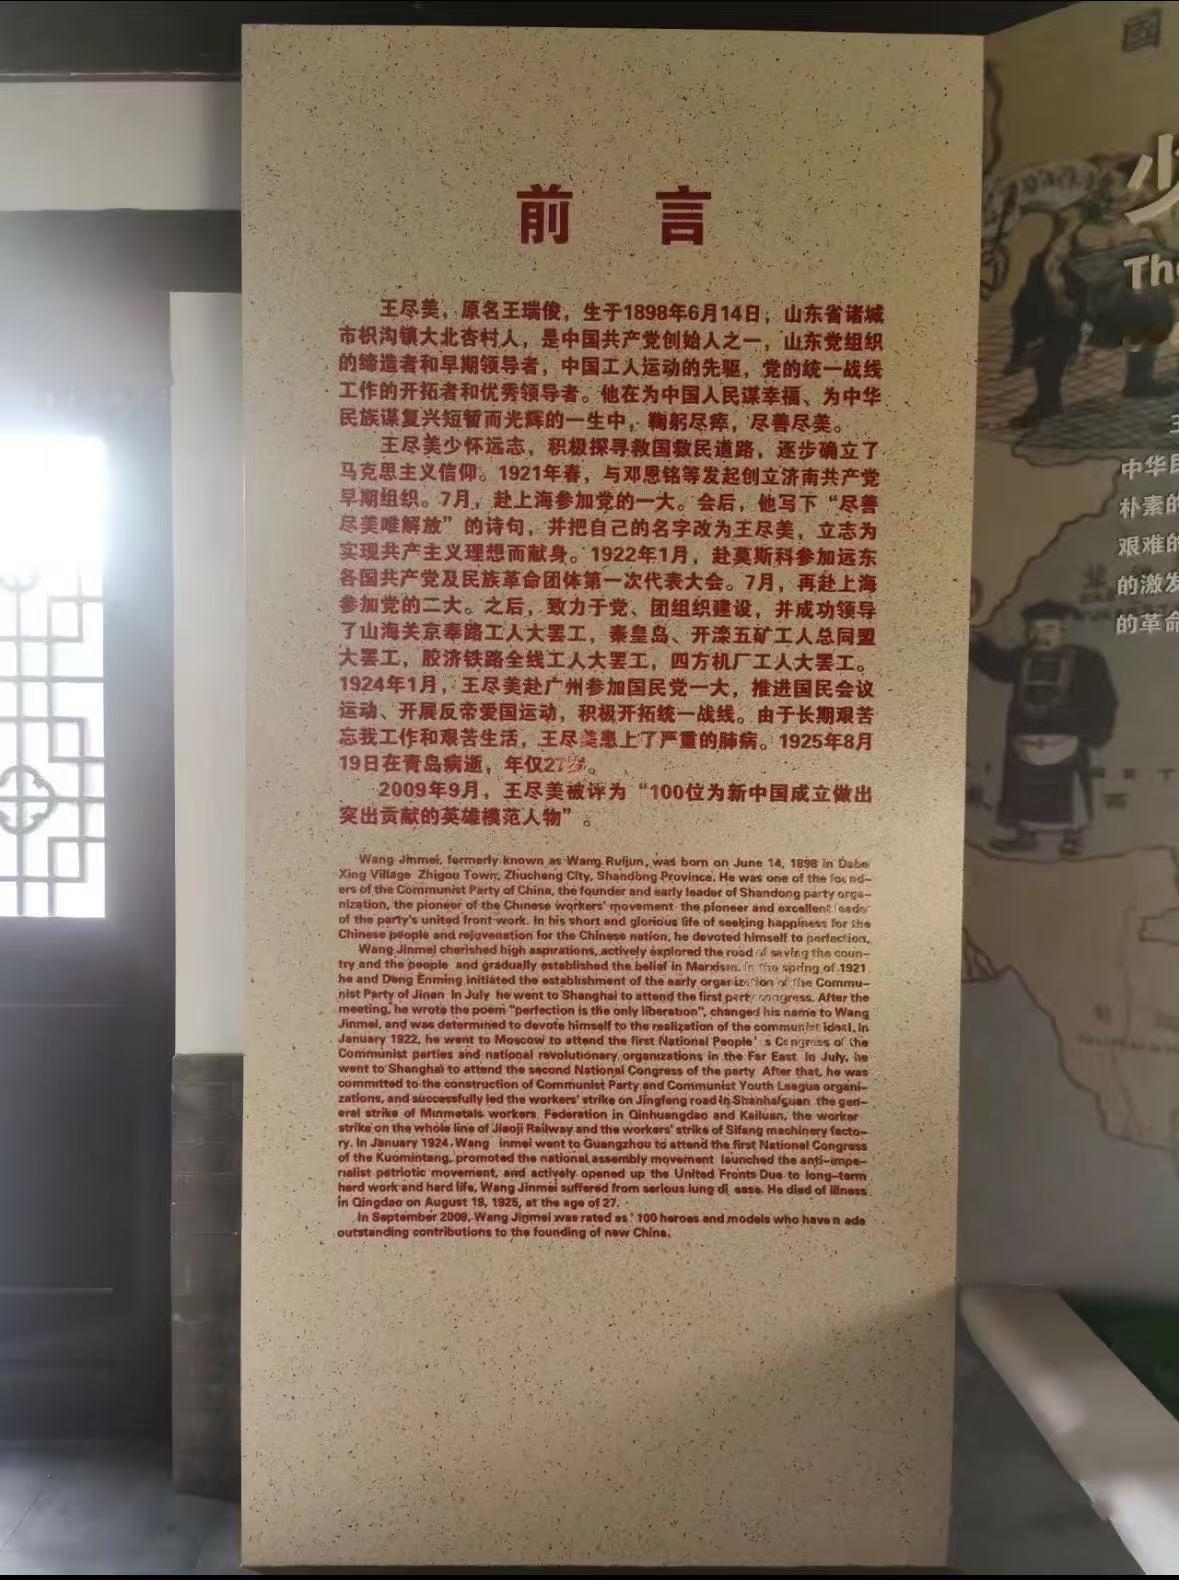 前 言
王尽美，原名王瑞俊，生于1898年6月14日，山东省诸城
市枳沟镇大北杏村人，是中国共产党创始人之一，山东党组织
的缔造者和早期领导者，中国工人运动的先驱，党的统一战线
工作的开拓者和优秀领导者。他在为中国人民谋幸福、为中华
民族谋复兴短暂而光辉的一生中，鞠躬尽瘁，尽善尽美。
王尽美少怀远志，积极探寻救国救民道路，逐步确立了
马克思主义信仰。1921年春，与邓恩铭等发起创立济南共产党
早期组织。7月，赴上海参加党的一大。会后，他写下“尽善
尽美唯解放”的诗句，并把自己的名字改为王尽美，立志为
实现共产主义理想而献身。1922年1月，赴莫斯科参加远东
各国共产党及民族革命团体第一次代表大会。7月，再赴上海
参加党的二大。之后，致力于党、团组织建设，并成功领导
了山海关京奉路工人大罢工，秦皇岛、开滦五矿工人总同盟
大罢工，胶济铁路全线工人大罢工，四方机厂工人大罢工。
1924年1月，王尽美赴广州参加国民党一大，推进国民会议
运动、开展反帝爱国运动，积极开拓统一战线。由于长期艰苦
忘我工作和艰苦生活，王尽美患上了严重的肺病。1925年8月
19日在青岛病逝，年仅27岁。
2009年9月，王尽美被评为“100位为新中国成立做出
突出贡献的英雄模范人物”。
Wang Jinmei, formerly known as Wang Ruijun, was born on June 14, 1898 in Dabei
Xing Village Zhigou Town, Zhucheng City, Shandong Province. He was one of the found-
ers of the Communist Party of China, the founder and early leader of Shandong party orga-
nization, the pioneer of the Chinese workers' movement the pioneer and excellent leader
of the party's united front work. In his short and glorious life of seeking happiness for the
Chinese people and rejuvenation for the Chinese nation, he devoted himself to perfection.
Wang Jinmei cherished high aspirations, actively explored the road of saving the coun-
try and the people and gradually established the belief in Marxism. In the spring of 1921
he and Deng Enming initiated the establishment of the early organization of the Commu-
nist Party of Jinan In July he went to Shanghai to attend the first party congress. After the
meeting, he wrote the poem "perfection is the only liberation", changed his name to Wang
Jinmei, and was determined to devote himself to the realization of the communist ideal. In
January 1922, he went to Moscow to attend the first National People' s Congress of the
Communist parties and national revolutionary organizations in the Far East In July, he
went to Shanghai to attend the second National Congress of the party After that, he was
committed to the construction of Communist Party and Communist Youth League organi-
zations, and successfully led the workers' strike on Jingfeng road in Shanhaiguan the gen-
eral strike of Minmetals workers Federation in Qinhuangdao and Kailuan, the worker
strike on the whole line of Jiaoji Railway and the workers' strike of Sifang machinery facto-
ry. In January 1924, Wang inmei went to Guangzhou to attend the first National Congress
of the Kuomintang, promoted the national assembly movement launched the anti-impe-
rialist patriotic movement, and actively opened up the United Fronts Due to long-term
hard work and hard life, Wang Jinmei suffered from serious lung di ease. He died of illness
in Qingdao on August 19, 1925, at the age of 27.
In September 2009, Wang Jinmei was rated as ' 100 heroes and models who have n ade
outstanding contributions to the founding of new China.
國
少
The
中华民
朴素的
艰难的
的激发
的革命